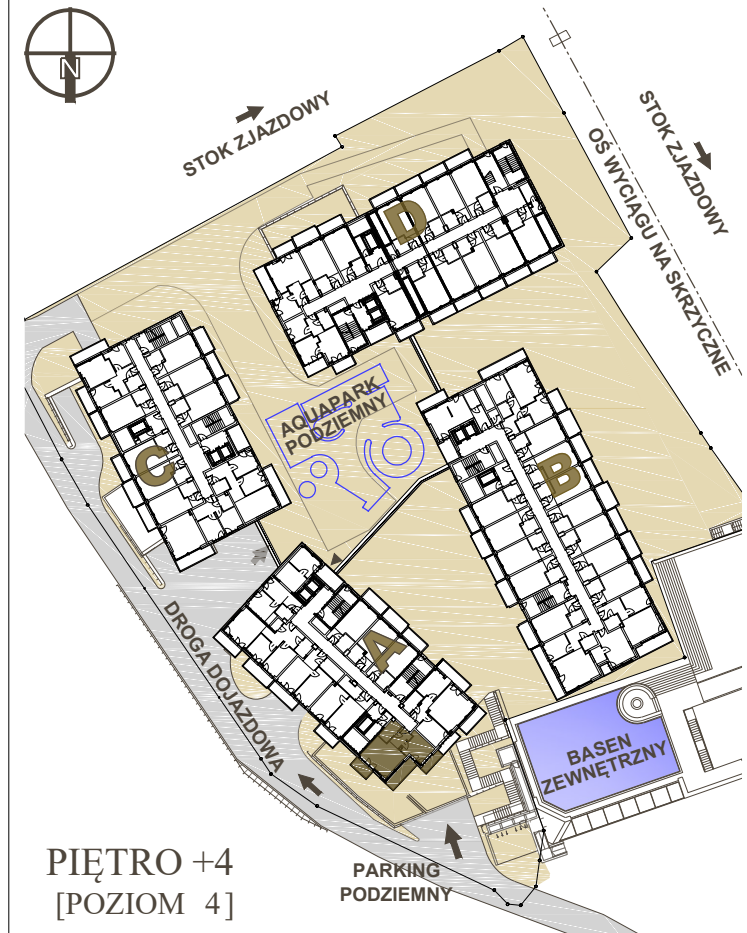 N
STOK ZJAZDOWY
STOK ZJAZDOWY
OŚ WYCIĄGU NA SKRZYCZNE
D
AQUAPARK
PODZIEMNY
C
B
A
DROGA DOJAZDOWA
BASEN
ZEWNĘTRZNY
PARKING
PODZIEMNY
PIĘTRO +4
[POZIOM 4]